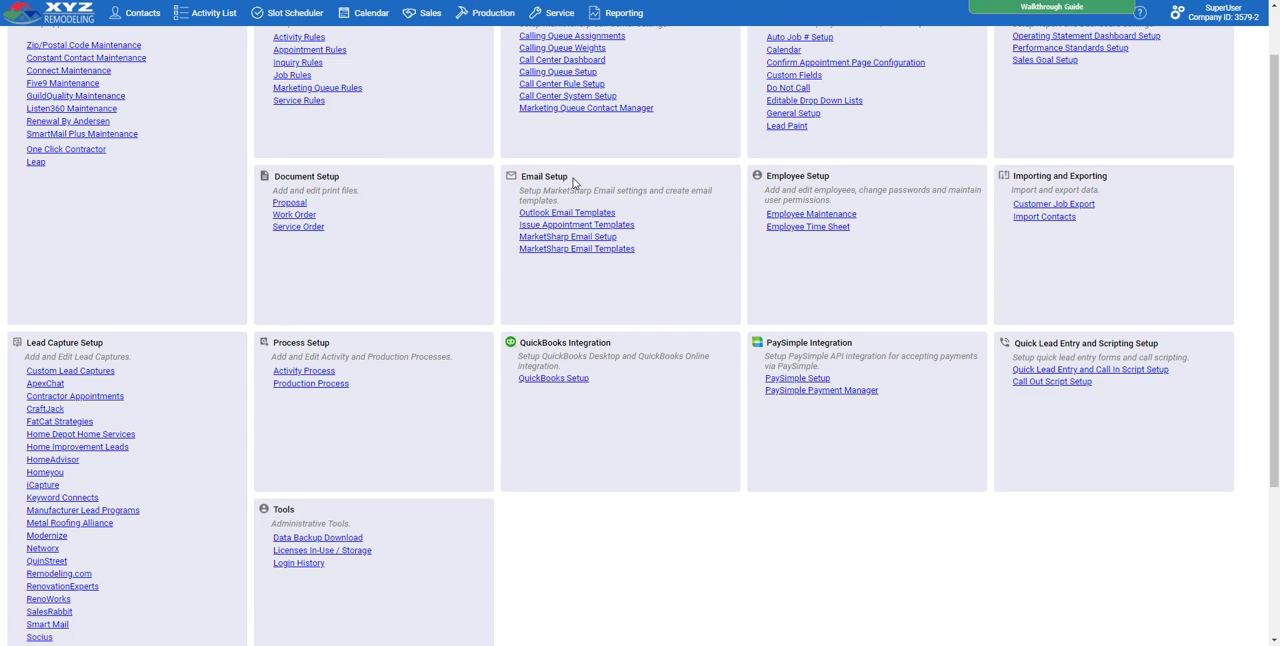 XYZ
REMODELING
Contacts
Activity List
Slot Scheduler
Calendar
Sales
Production
Service
Reporting
Walkthrough Guide
?
SuperUser
Company ID: 3579-2
Zip/Postal Code Maintenance
Constant Contact Maintenance
Connect Maintenance
Five9 Maintenance
GuildQuality Maintenance
Listen360 Maintenance
Renewal By Andersen
SmartMail Plus Maintenance
One Click Contractor
Leap
Activity Rules
Appointment Rules
Inquiry Rules
Job Rules
Marketing Queue Rules
Service Rules
Calling Queue Assignments
Calling Queue Weights
Call Center Dashboard
Calling Queue Setup
Call Center Rule Setup
Call Center System Setup
Marketing Queue Contact Manager
Auto Job # Setup
Calendar
Confirm Appointment Page Configuration
Custom Fields
Do Not Call
Editable Drop Down Lists
General Setup
Lead Paint
Operating Statement Dashboard Setup
Performance Standards Setup
Sales Goal Setup
Document Setup
Add and edit print files.
Proposal
Work Order
Service Order
Email Setup
Setup MarketSharp Email settings and create email
templates.
Outlook Email Templates
Issue Appointment Templates
MarketSharp Email Setup
MarketSharp Email Templates
Employee Setup
Add and edit employees, change passwords and maintain
user permissions.
Employee Maintenance
Employee Time Sheet
Importing and Exporting
Import and export data.
Customer Job Export
Import Contacts
Lead Capture Setup
Add and Edit Lead Captures.
Custom Lead Captures
ApexChat
Contractor Appointments
CraftJack
FatCat Strategies
Home Depot Home Services
Home Improvement Leads
HomeAdvisor
Homeyou
iCapture
Keyword Connects
Manufacturer Lead Programs
Metal Roofing Alliance
Modernize
Networx
QuinStreet
Remodeling.com
RenovationExperts
RenoWorks
SalesRabbit
Smart Mail
Socius
Process Setup
Add and Edit Activity and Production Processes.
Activity Process
Production Process
QuickBooks Integration
Setup QuickBooks Desktop and QuickBooks Online
Integration.
QuickBooks Setup
PaySimple Integration
Setup PaySimple API integration for accepting payments
via PaySimple.
PaySimple Setup
PaySimple Payment Manager
Quick Lead Entry and Scripting Setup
Setup quick lead entry forms and call scripting.
Quick Lead Entry and Call In Script Setup
Call Out Script Setup
Tools
Administrative Tools.
Data Backup Download
Licenses In-Use / Storage
Login History